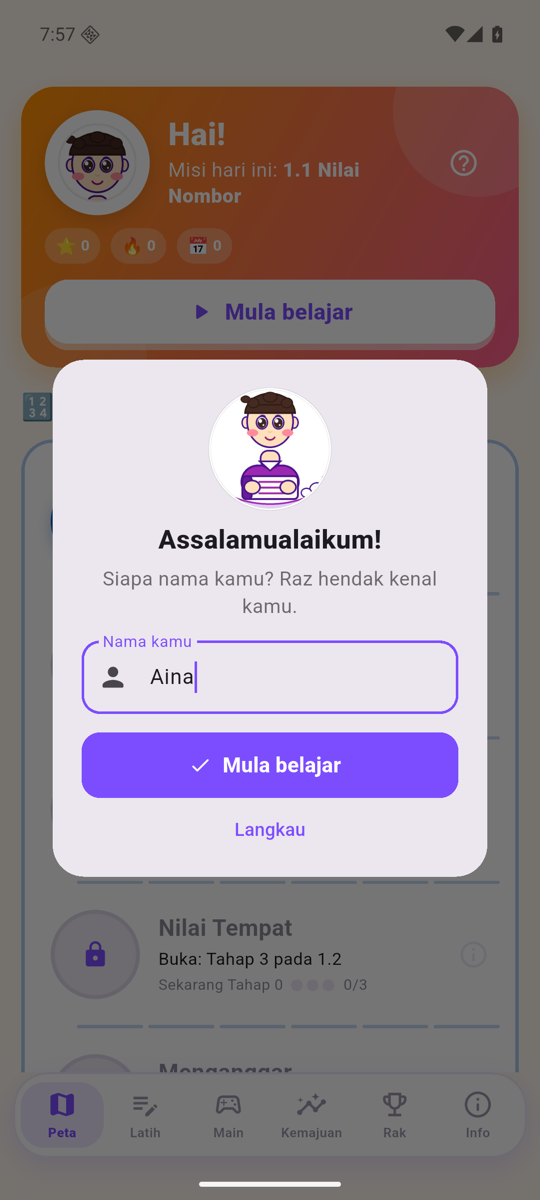 7:57
Hai!
Misi hari ini: 1.1 Nilai
Nombor
⭐ 0 🔥 0 📅 0
Mula belajar
Assalamualaikum!
Siapa nama kamu? Raz hendak kenal
kamu.
Nama kamu
Aina
Mula belajar
Langkau
Nilai Tempat
Buka: Tahap 3 pada 1.2
Sekarang Tahap 0 0/3
Menganggar
Peta Latih Main Kemajuan Rak Info